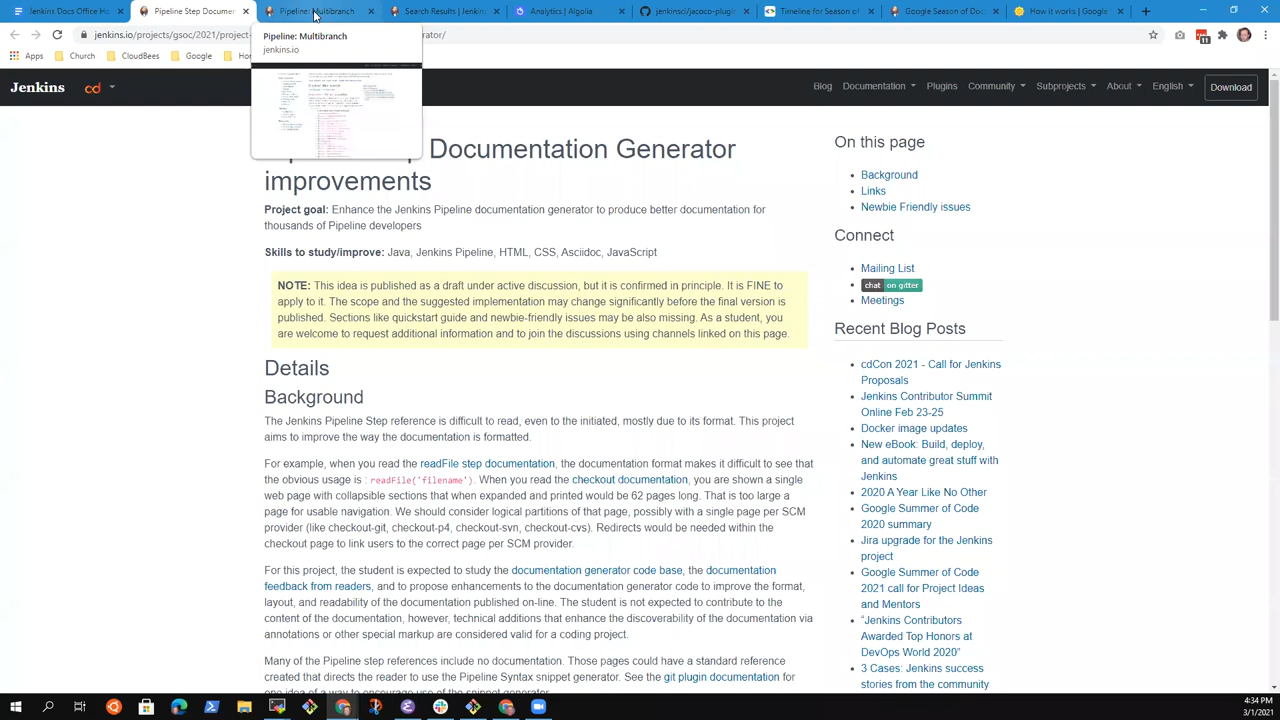 Jenkins Docs Office Ho
Pipeline Step Documen
Pipeline: Multibranch
Pipeline for Season of
Analytics | Aditi
jenkinsci/jacoco-plugi
Pipeline for Season of
Timeline | Season of D
jenkins.io/projects/gsoc/2021/project-
erator/
11
Apps
Church
CloudBees
Google
Hom
Pipeline: Multibranch
jenkins.io
Blog
Plugins
About
Download
Documentation Generator
improvements
Project goal: Enhance the Jenkins Pipeline documentation generator to produce better documentation for
thousands of Pipeline developers
Skills to study/improve: Java, Jenkins Pipeline, HTML, CSS, Asciidoc, JavaScript
NOTE: This idea is published as a draft under active discussion, but it is confirmed in principle. It is FINE to
apply to it. The scope and the suggested implementation may change significantly before the final version is
published. Sections like quickstart guide and newbie-friendly issues may be also missing. As a student, you
are welcome to request additional information and to join the discussions using channels linked on this page.
Details
Background
The Jenkins Pipeline Step reference is difficult to read, even to the initiated, mostly due to its format. This project
aims to improve the way the documentation is formatted.
For example, when you read the readFile step documentation, the documentation format makes it difficult to see that
the obvious usage is : readFile('filename'). When you read the checkout documentation, you are shown a single
web page with collapsible sections that when expanded and printed would be 62 pages long. That is too large a
page for usable navigation. We should consider logical partitions of that page, possibly with a single page per SCM
provider (like checkout-git, checkout-p4, checkout-svn, checkout-cvs). Redirects would be needed within the
checkout page to link users to the correct page per SCM provider.
For this project, the student is expected to study the documentation generator code base, the documentation
feedback from readers, and to propose enhancements to the documentation generator code to improve the format,
layout, and readability of the documentation published on-line. The student is not expected to contribute to the
content of the documentation, however, technical additions that enhance the discoverability of the documentation via
annotations or other special markup are considered valid for a coding project.
Many of the Pipeline step references include no documentation. Those pages could have a standard reference
created that directs the reader to use the Pipeline Syntax snippet generator. See the git plugin documentation for
one idea of a way to encourage use of the snippet generator.
On this page
Background
Links
Newbie Friendly issues
Connect
Mailing List
chat on gitter
Meetings
Recent Blog Posts
cdCon 2021 - Call for Jenkins
Proposals
Jenkins Contributor Summit
Online Feb 23-25
Docker image updates
New eBook: Build, deploy,
and automate great stuff with
Jenkins
2020 A Year Like No Other
Google Summer of Code
2020 summary
Jira upgrade for the Jenkins
project
Google Summer of Code
2021 call for Project Ideas
and Mentors
"Jenkins Contributors
Awarded Top Honors at
DevOps World 2020"
3 Cases: Jenkins success
stories from the community
4:34 PM
3/1/2021